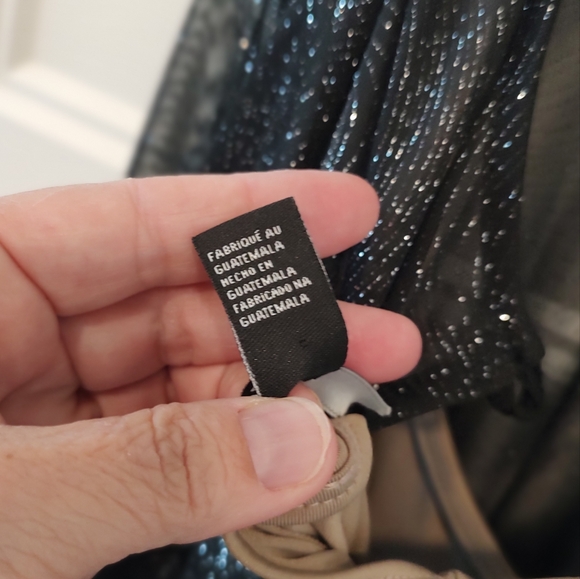 FABRIQUÉ AU
GUATEMALA
HECHO EN
GUATEMALA
FABRICADO NA
GUATEMALA